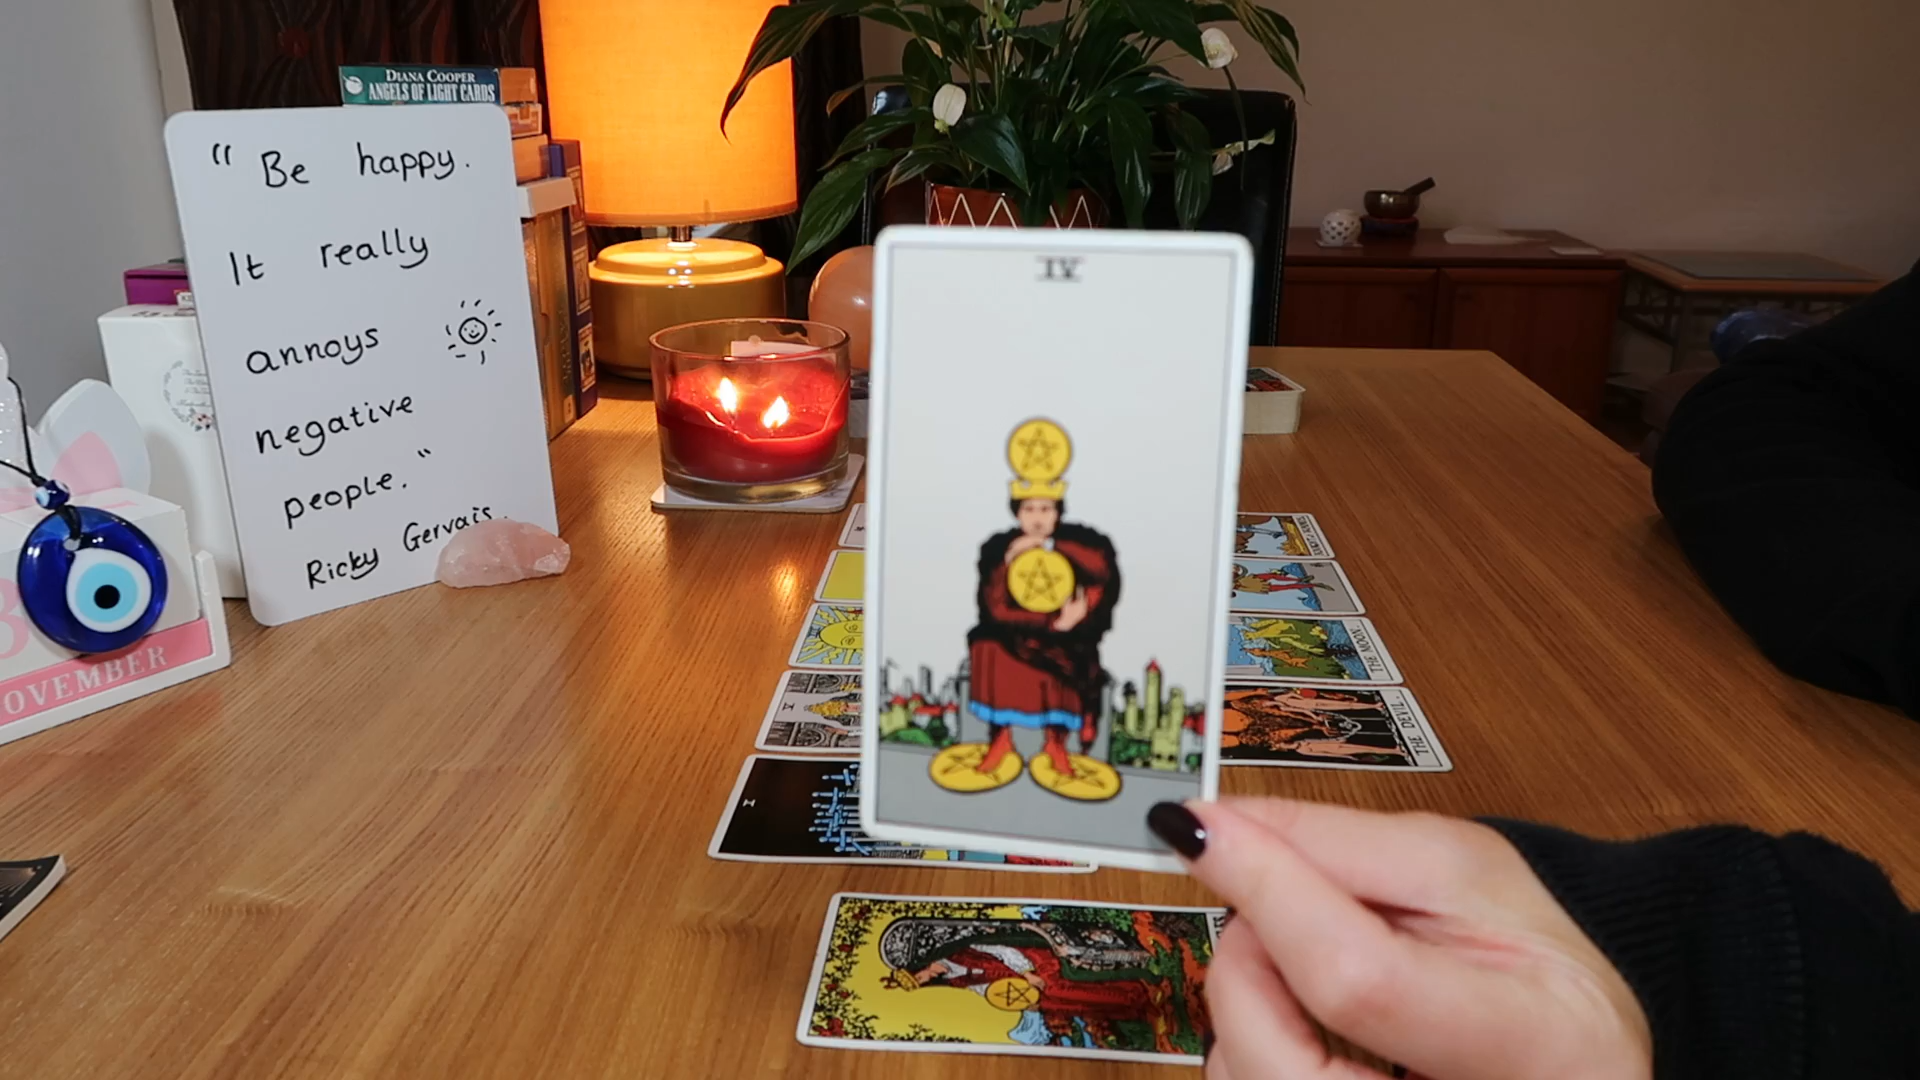 DIANA COOPER
ANGELS OF LIGHT CARDS
“ Be happy.
It really
annoys
negative
people. “
Ricky Gervais.
OVEMBER
IV
THE MOON.
THE DEVIL.
X